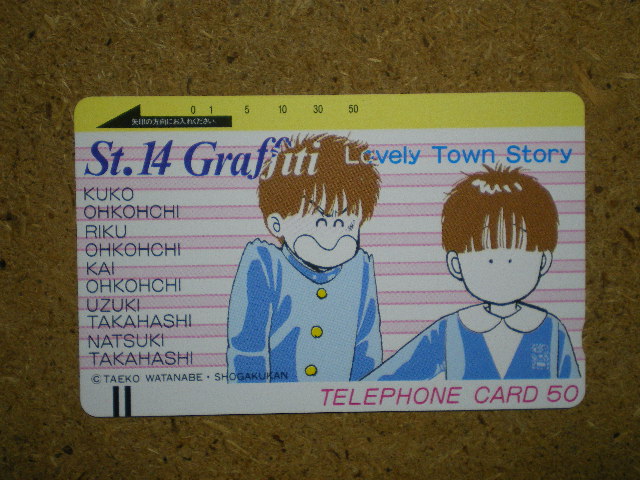 0 1 5 10 30 50
矢印の方向にお入れください
St.14 Graffiti Lovely Town Story
KUKO
OHKOHCHI
RIKU
OHKOHCHI
KAI
OHKOHCHI
UZUKI
TAKAHASHI
NATSUKI
TAKAHASHI
© TAEKO WATANABE・SHOGAKUKAN
TELEPHONE CARD 50